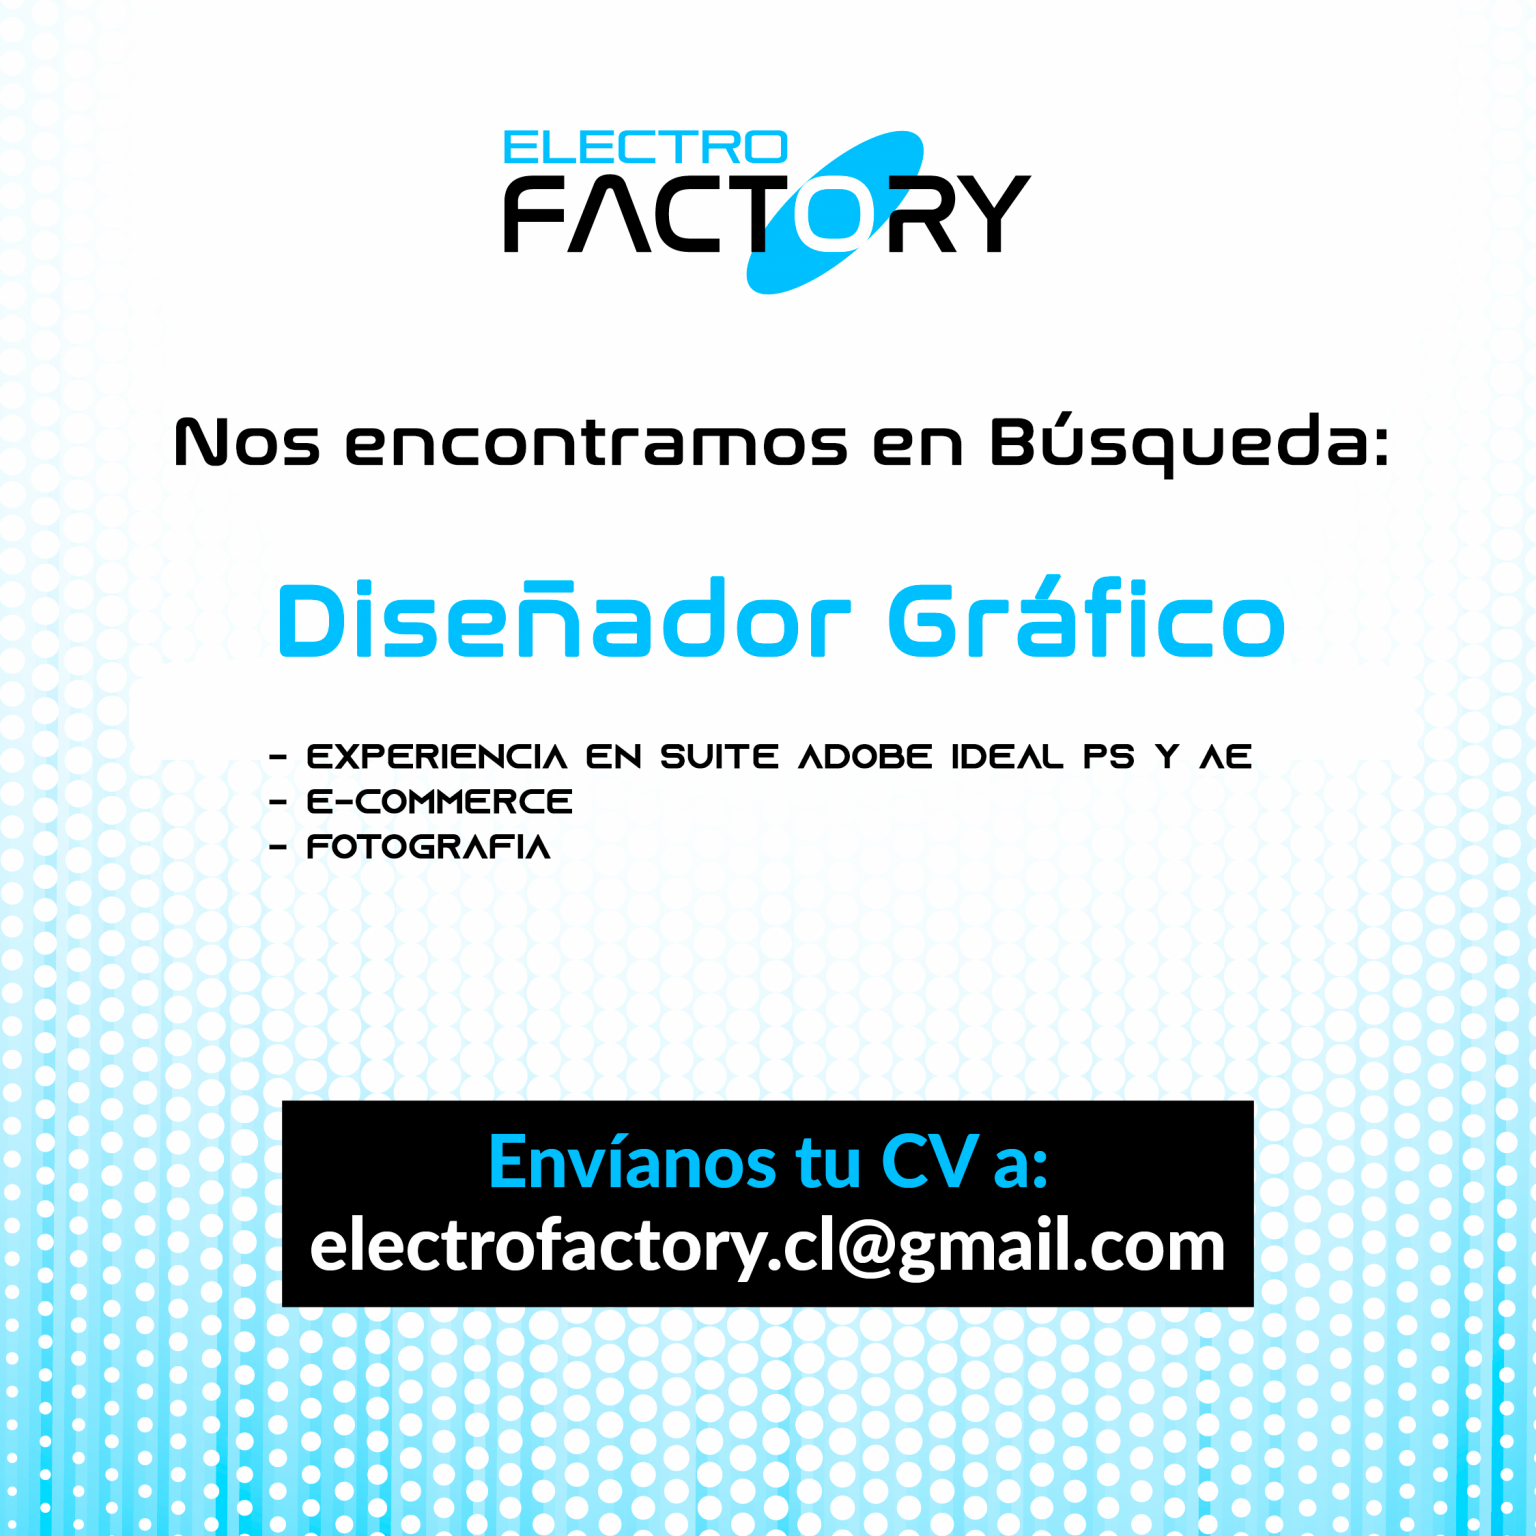 ELECTRO
FACTORY
Nos encontramos en Búsqueda:
Diseñador Gráfico
- EXPERIENCIA EN SUITE ADOBE IDEAL PS Y AE
- E-COMMERCE
- FOTOGRAFIA
Envíanos tu CV a:
electrofactory.cl@gmail.com